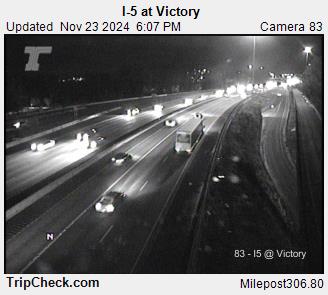 I-5 at Victory
Updated Nov 23 2024 6:07 PM Camera 83
T
N
83 - I5 @ Victory
TripCheck.com Milepost306.80